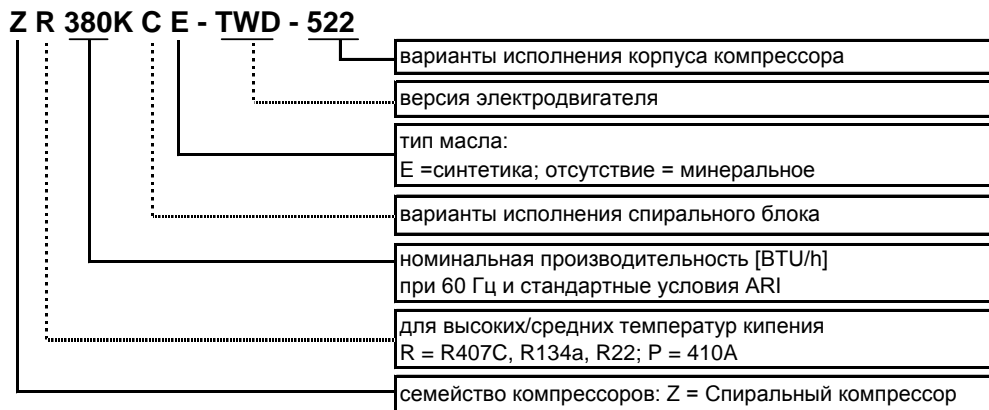 Z R 380K C E - TWD - 522
варианты исполнения корпуса компрессора
версия электродвигателя
тип масла:
E =синтетика; отсутствие = минеральное
варианты исполнения спирального блока
номинальная производительность [BTU/h]
при 60 Гц и стандартные условия ARI
для высоких/средних температур кипения
R = R407C, R134a, R22; P = 410A
семейство компрессоров: Z = Спиральный компрессор